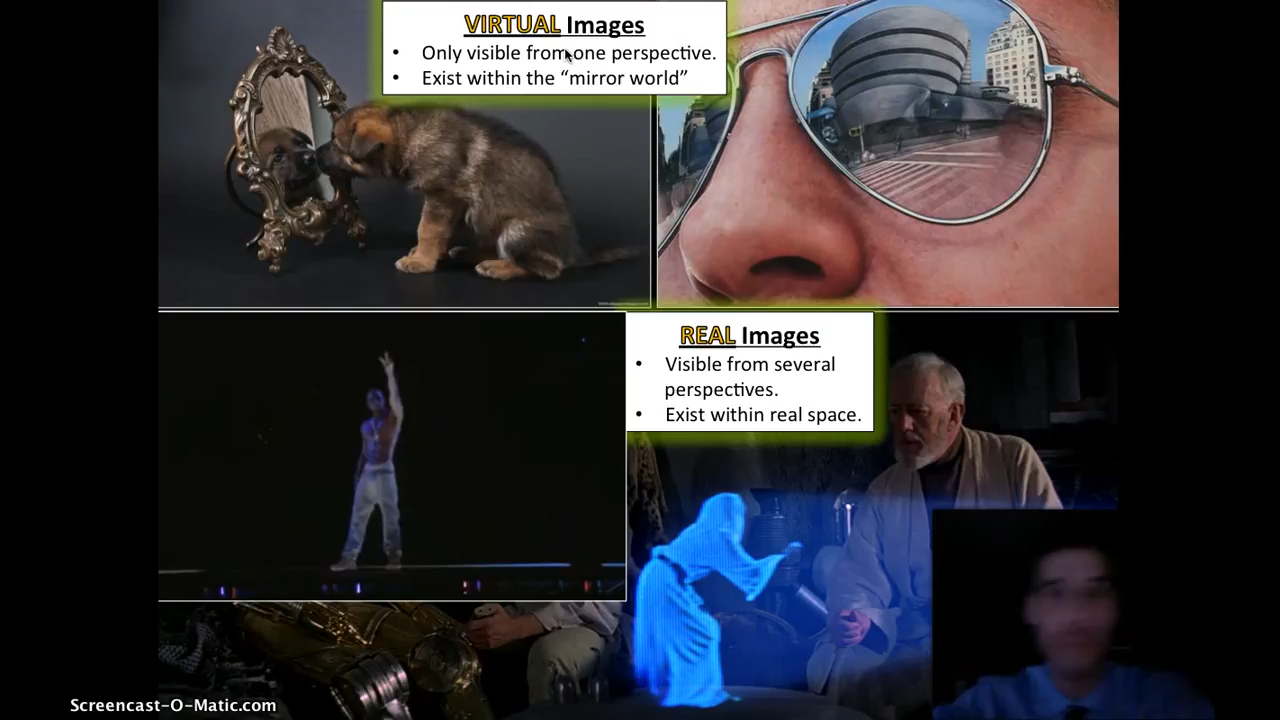 VIRTUAL Images
• Only visible from one perspective.
• Exist within the “mirror world”
REAL Images
• Visible from several
perspectives.
• Exist within real space.
Screencast-O-Matic.com